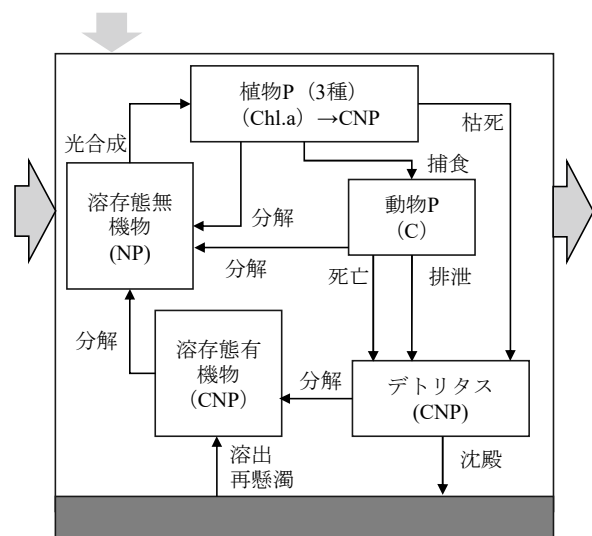 植物P（3種）
（Chl.a）→CNP
枯死
光合成
捕食
溶存態無
機物
(NP)
分解
動物P
（C）
分解
死亡
排泄
分解
溶存態有
機物
（CNP）
分解
デトリタス
(CNP)
溶出
再懸濁
沈殿